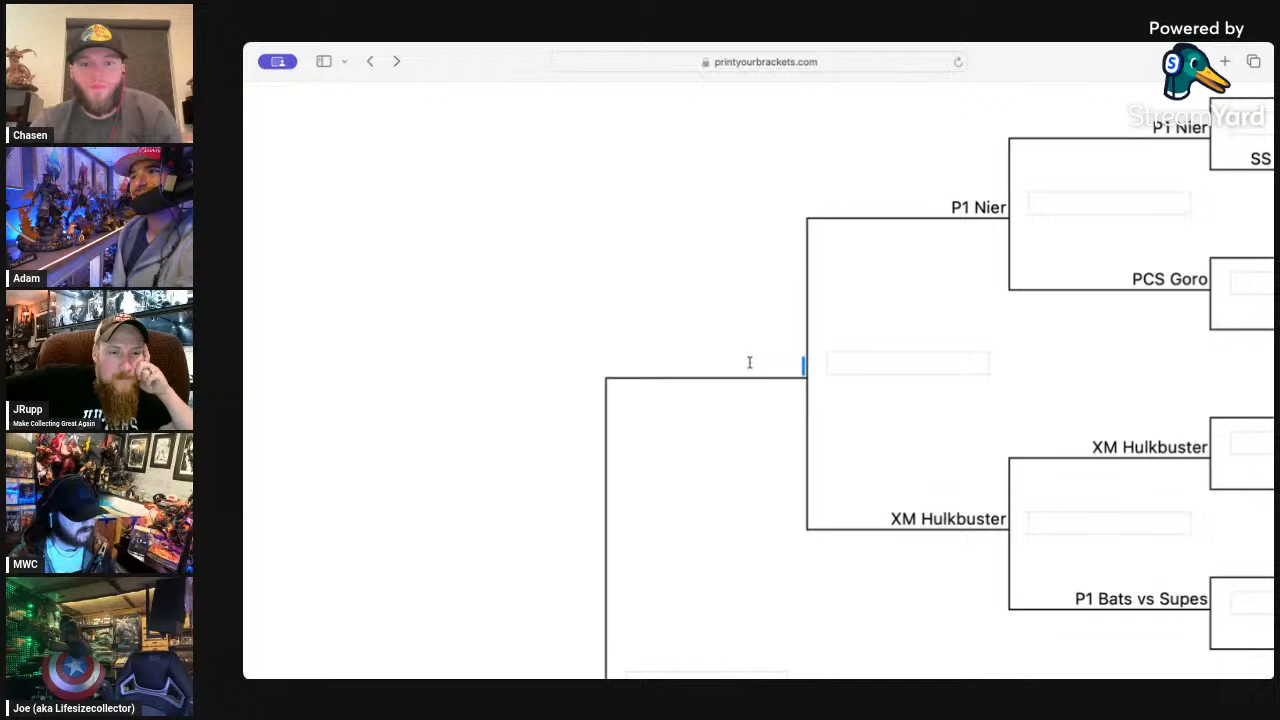 Powered by
StreamYard
S
printyourbrackets.com
P1 Nier
SS
P1 Nier
PCS Goro
XM Hulkbuster
XM Hulkbuster
P1 Bats vs Supes
Chasen
Adam
JRupp
Make Collecting Great Again
MWC
Joe (aka Lifesizecollector)